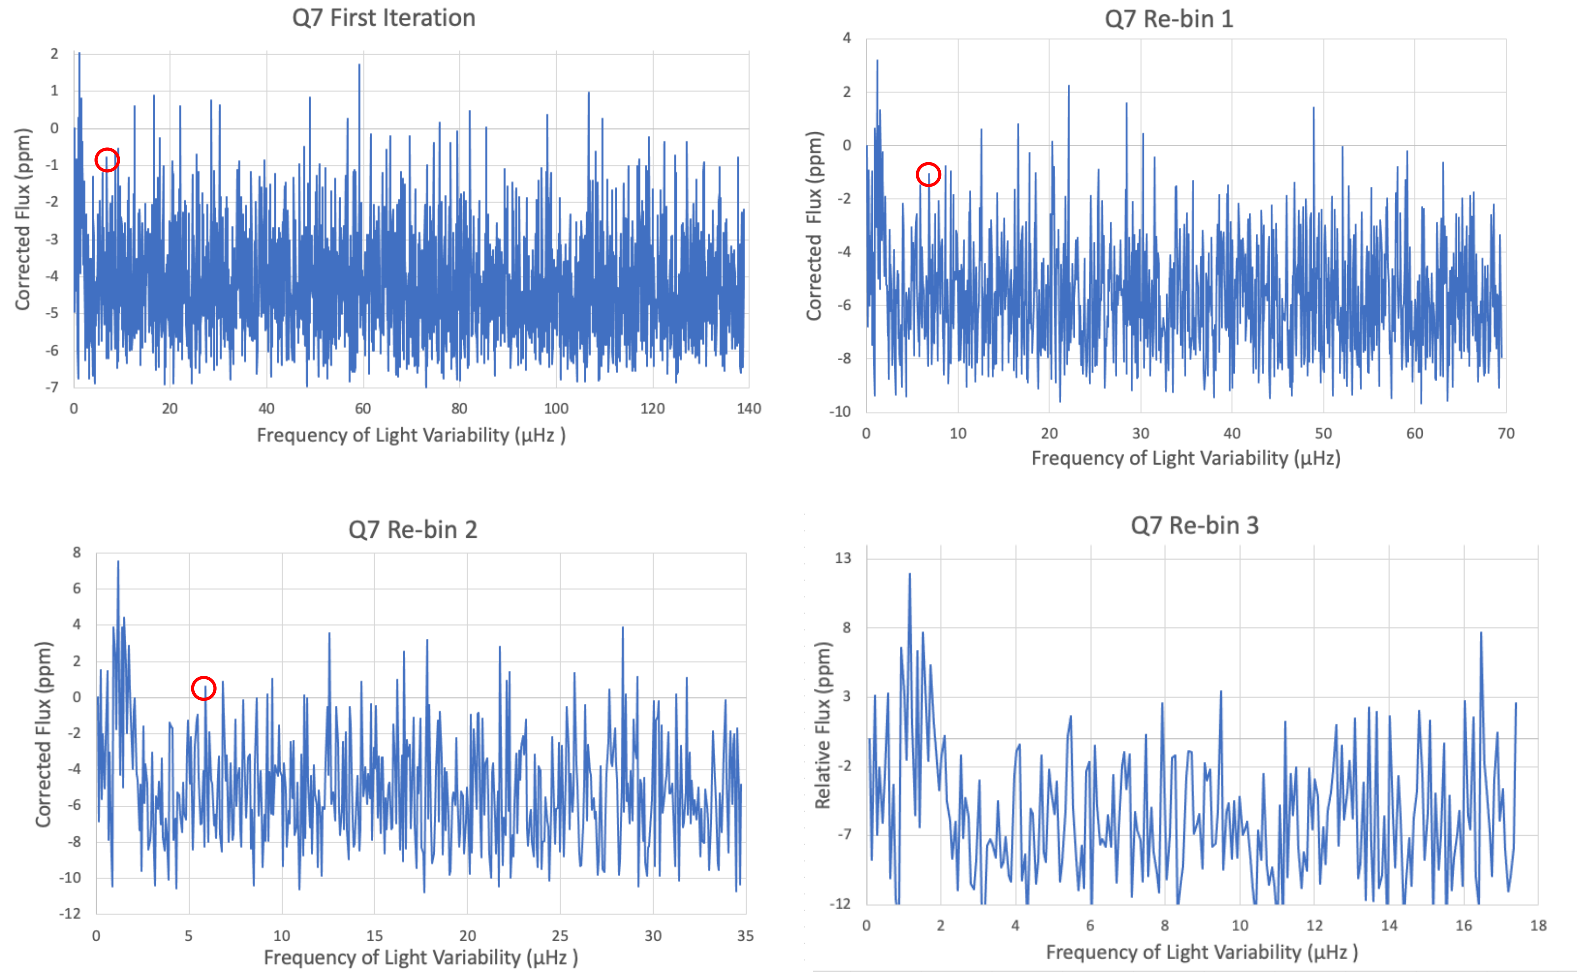 Q7 First Iteration
2
1
0
-1
-2
-3
-4
-5
-6
-7
Corrected Flux (ppm)
0 20 40 60 80 100 120 140
Frequency of Light Variability (µHz )
Q7 Re-bin 1
4
2
0
-2
-4
-6
-8
-10
Corrected Flux (ppm)
0 10 20 30 40 50 60 70
Frequency of Light Variability (µHz)
Q7 Re-bin 2
8
6
4
2
0
-2
-4
-6
-8
-10
-12
Corrected Flux (ppm)
0 5 10 15 20 25 30 35
Frequency of Light Variability (µHz )
Q7 Re-bin 3
13
8
3
-2
-7
-12
Relative Flux (ppm)
0 2 4 6 8 10 12 14 16 18
Frequency of Light Variability (µHz )